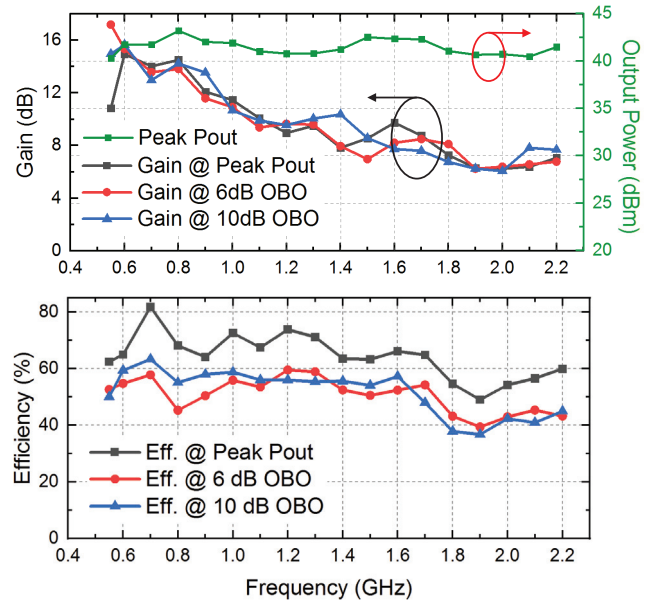 16
12
8
4
0
Gain (dB)
45
40
35
30
25
20
Output Power (dBm)
Peak Pout
Gain @ Peak Pout
Gain @ 6dB OBO
Gain @ 10dB OBO
0.4 0.6 0.8 1.0 1.2 1.4 1.6 1.8 2.0 2.2
80
60
40
20
0
Efficiency (%)
Eff. @ Peak Pout
Eff. @ 6 dB OBO
Eff. @ 10 dB OBO
0.4 0.6 0.8 1.0 1.2 1.4 1.6 1.8 2.0 2.2
Frequency (GHz)